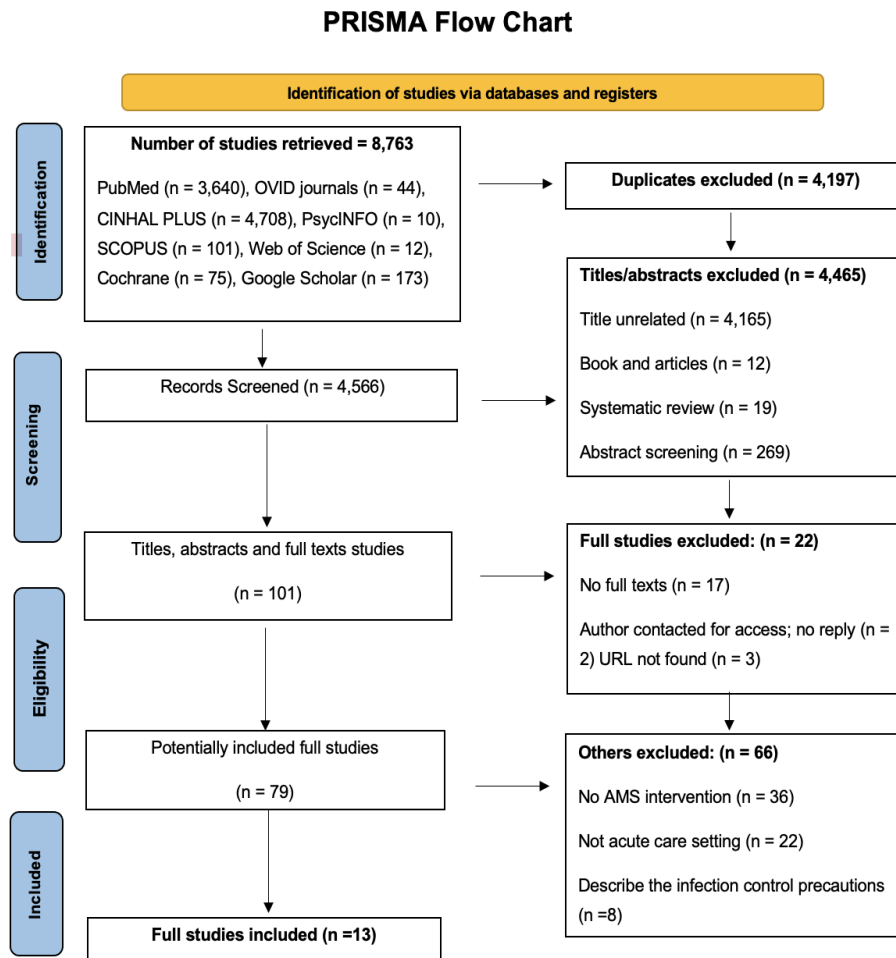 PRISMA Flow Chart
Identification of studies via databases and registers
Identification
Number of studies retrieved = 8,763
PubMed (n = 3,640), OVID journals (n = 44),
CINHAL PLUS (n = 4,708), PsycINFO (n = 10),
SCOPUS (n = 101), Web of Science (n = 12),
Cochrane (n = 75), Google Scholar (n = 173)
Duplicates excluded (n = 4,197)
Titles/abstracts excluded (n = 4,465)
Title unrelated (n = 4,165)
Book and articles (n = 12)
Systematic review (n = 19)
Abstract screening (n = 269)
Screening
Records Screened (n = 4,566)
Titles, abstracts and full texts studies
(n = 101)
Full studies excluded: (n = 22)
No full texts (n = 17)
Author contacted for access; no reply (n =
2) URL not found (n = 3)
Eligibility
Potentially included full studies
(n = 79)
Others excluded: (n = 66)
No AMS intervention (n = 36)
Not acute care setting (n = 22)
Describe the infection control precautions
(n =8)
Included
Full studies included (n =13)